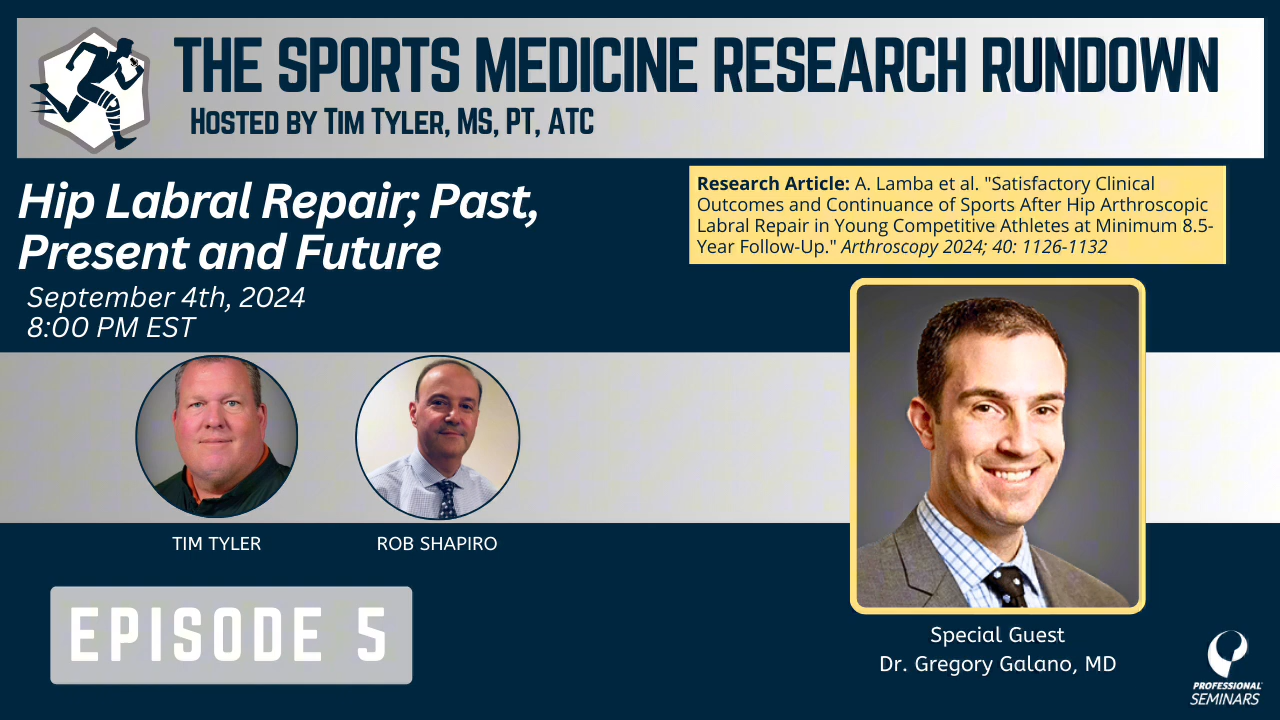 THE SPORTS MEDICINE RESEARCH RUNDOWN
HOSTED BY TIM TYLER, MS, PT, ATC
Hip Labral Repair; Past,
Present and Future
September 4th, 2024
8:00 PM EST
Research Article: A. Lamba et al. "Satisfactory Clinical
Outcomes and Continuance of Sports After Hip Arthroscopic
Labral Repair in Young Competitive Athletes at Minimum 8.5-
Year Follow-Up." Arthroscopy 2024; 40: 1126-1132
TIM TYLER
ROB SHAPIRO
EPISODE 5
Special Guest
Dr. Gregory Galano, MD
PROFESSIONAL
SEMINARS